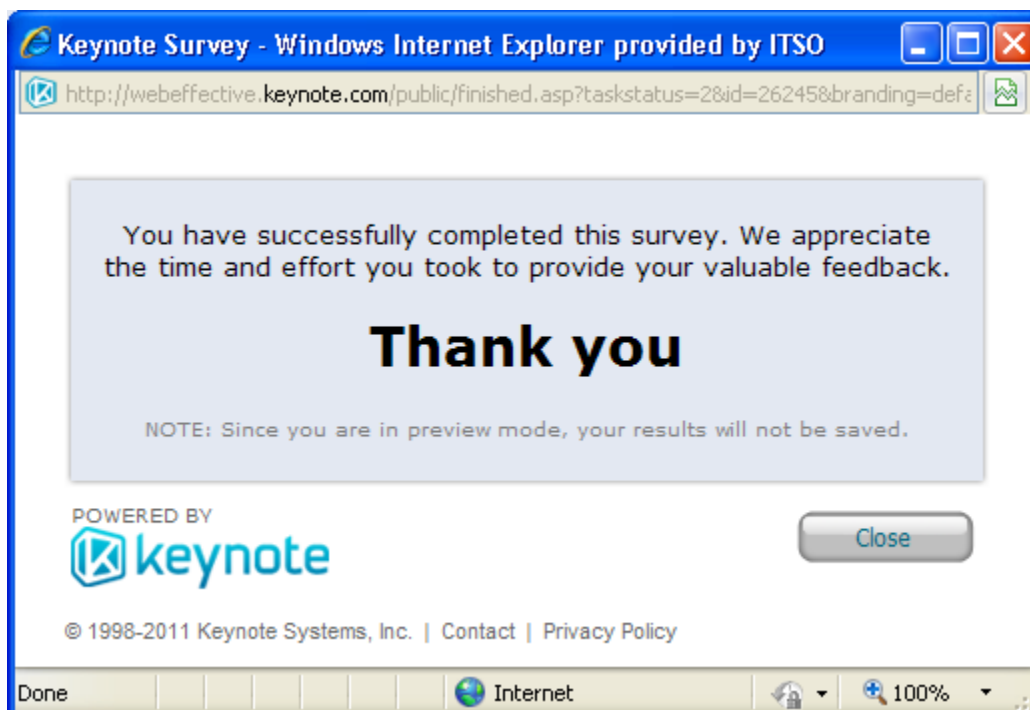 Keynote Survey - Windows Internet Explorer provided by ITSO
http://webeffective.keynote.com/public/finished.asp?taskstatus=2&id=26245&branding=defa
You have successfully completed this survey. We appreciate
the time and effort you took to provide your valuable feedback.
Thank you
NOTE: Since you are in preview mode, your results will not be saved.
POWERED BY
keynote
Close
© 1998-2011 Keynote Systems, Inc. | Contact | Privacy Policy
Done Internet 100%